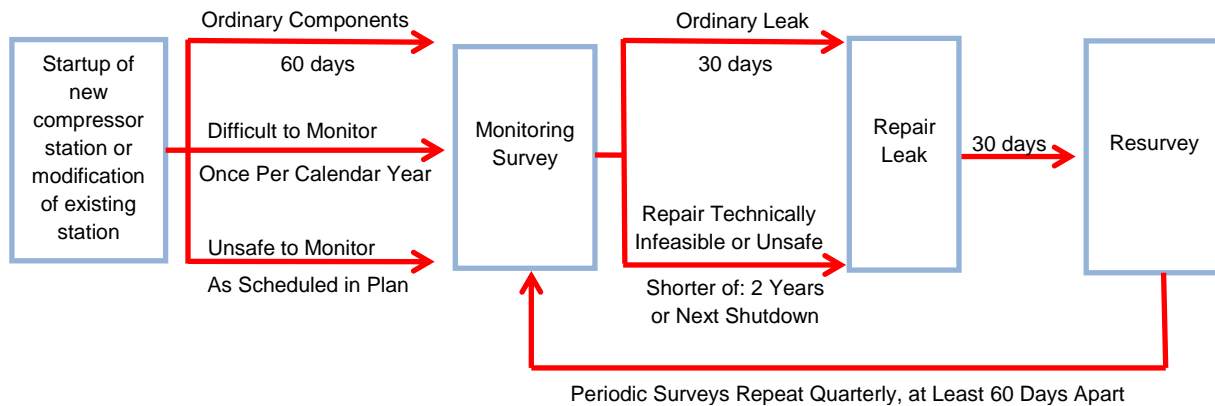 Startup of
new
compressor
station or
modification
of existing
station
Ordinary Components
60 days
Difficult to Monitor
Once Per Calendar Year
Unsafe to Monitor
As Scheduled in Plan
Monitoring
Survey
Ordinary Leak
30 days
Repair Technically
Infeasible or Unsafe
Shorter of: 2 Years
or Next Shutdown
Repair
Leak
30 days
Resurvey
Periodic Surveys Repeat Quarterly, at Least 60 Days Apart